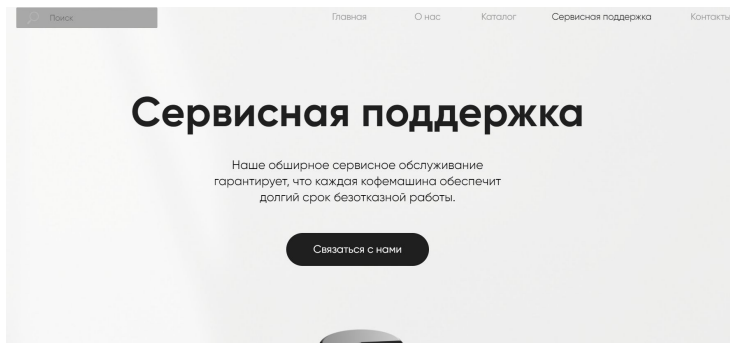 Поиск
Главная
О нас
Каталог
Сервисная поддержка
Контакты
Сервисная поддержка
Наше обширное сервисное обслуживание
гарантирует, что каждая кофемашина обеспечит
долгий срок безотказной работы.
Связаться с нами